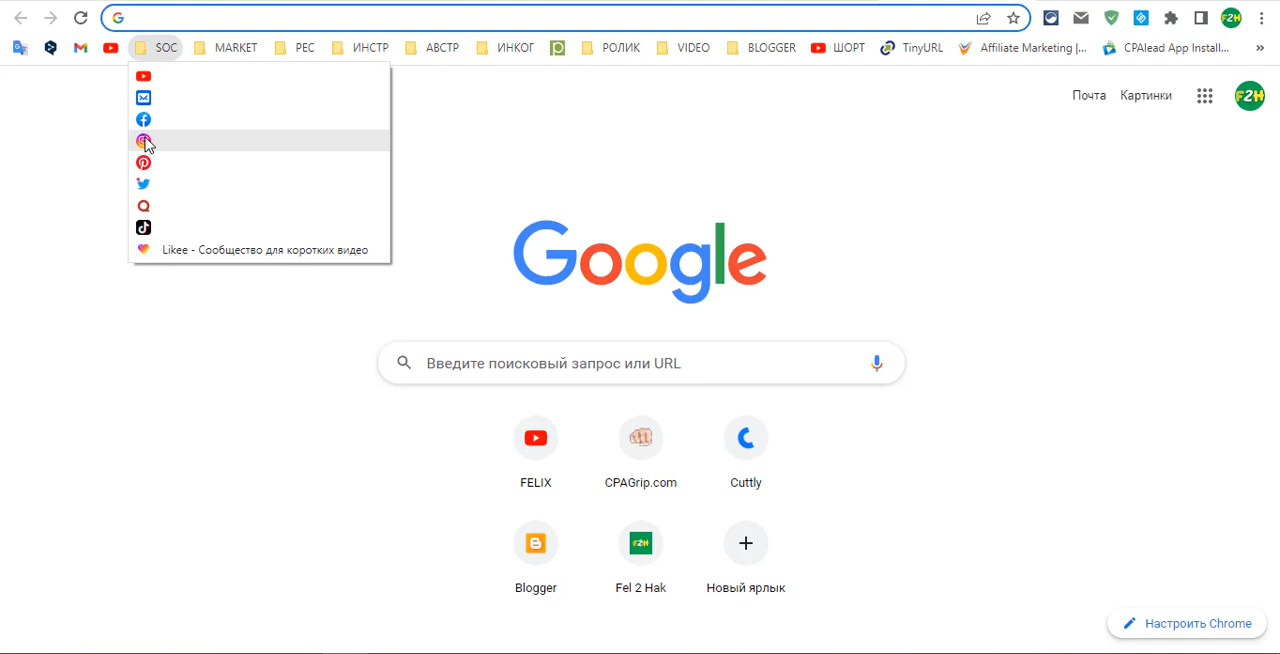 F2H
SOC
MARKET
РЕС
ИНСТР
АВСТР
ИНКОГ
РОЛИК
VIDEO
BLOGGER
ШОРТ
TinyURL
Affiliate Marketing |...
CPAlead App Install...
»
Likee - Сообщество для коротких видео
Почта
Картинки
F2H
Google
Введите поисковый запрос или URL
FELIX
CPAGrip.com
Cuttly
F2H
Blogger
Fel 2 Hak
Новый ярлык
Настроить Chrome